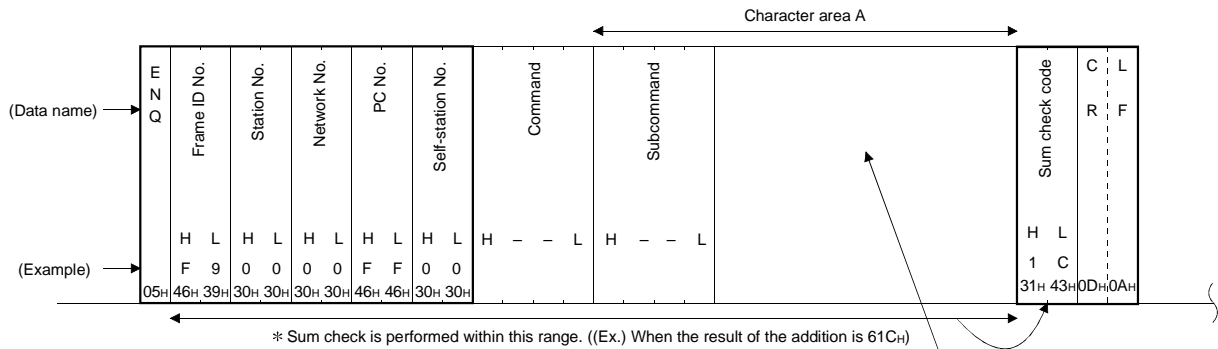 Character area A
(Data name)
ENQ
Frame ID No.
Station No.
Network No.
PC No.
Self-station No.
Command
Subcommand
Sum check code
CR
LF
H L H L H L H L H L H – – L H – – L H L
(Example)
F 9 0 0 0 0 F F 0 0 1 C
05H 46H 39H 30H 30H 30H 30H 46H 46H 30H 30H 31H 43H 0DH 0AH
* Sum check is performed within this range. ((Ex.) When the result of the addition is 61CH)